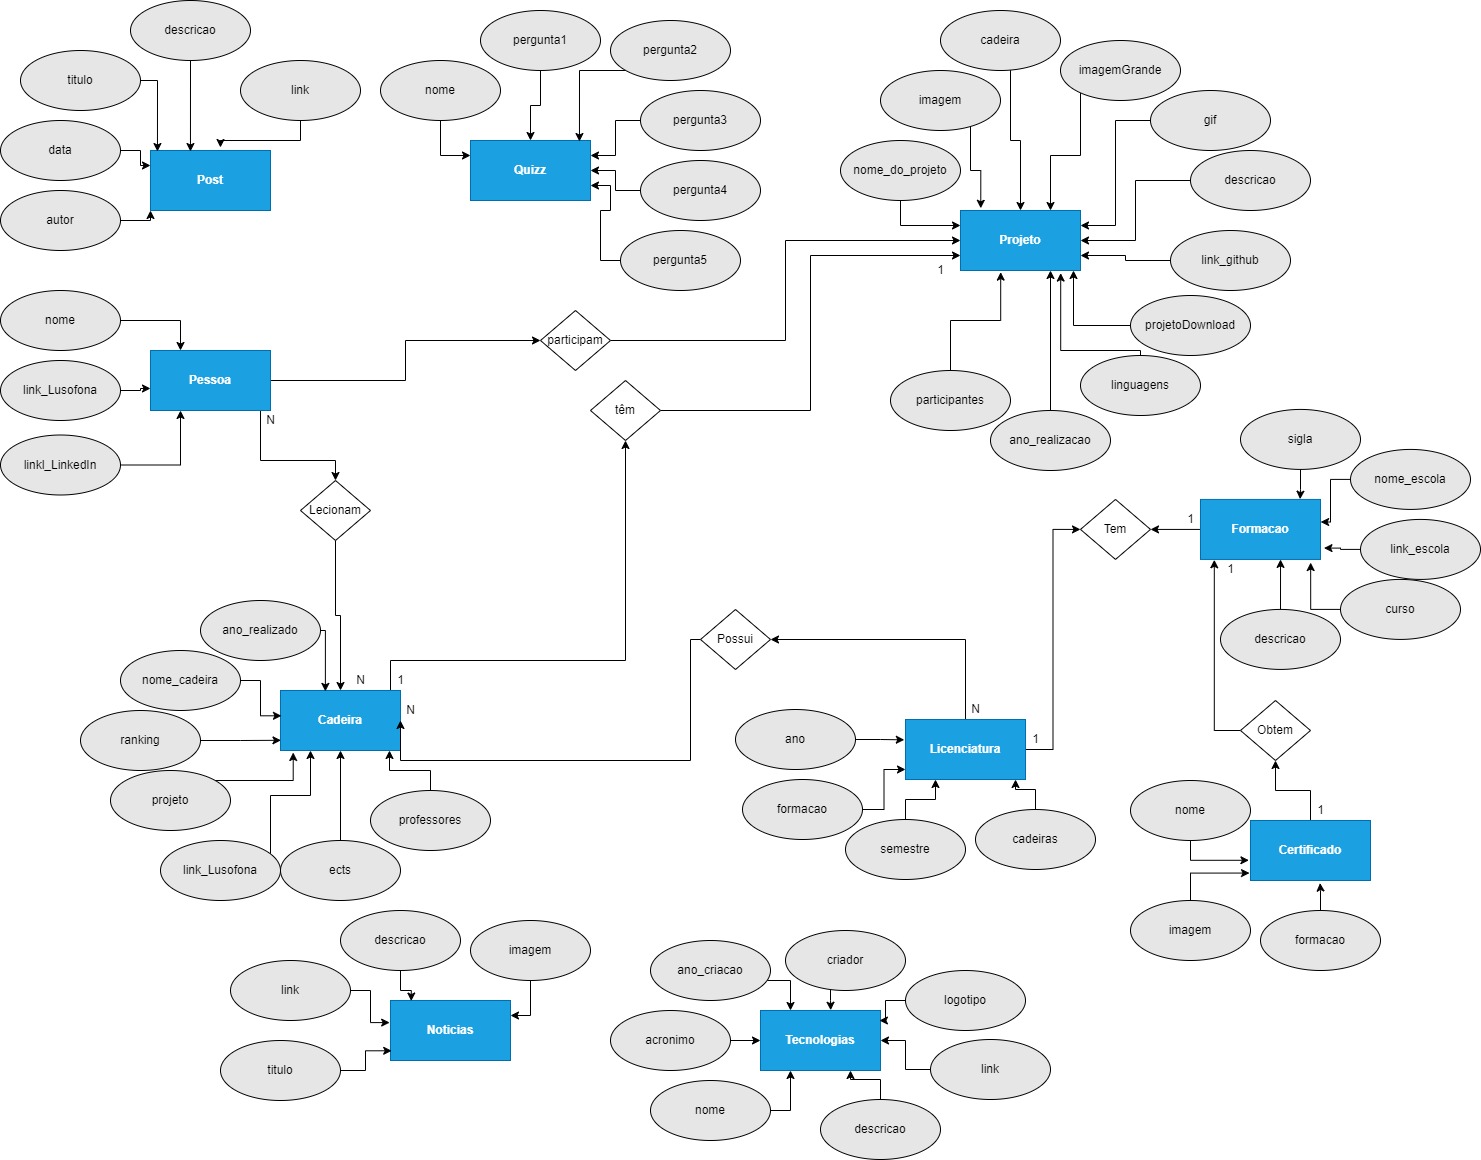 descricao
titulo
link
data
autor
Post
pergunta1
pergunta2
nome
pergunta3
pergunta4
pergunta5
Quizz
cadeira
imagemGrande
imagem
gif
nome_do_projeto
descricao
Projeto
link_github
1
projetoDownload
linguagens
participantes
ano_realizacao
nome
link_Lusofona
linkl_LinkedIn
Pessoa
N
participam
têm
Lecionam
sigla
nome_escola
link_escola
curso
descricao
Formacao
1
1
Tem
ano_realizado
nome_cadeira
ranking
projeto
link_Lusofona
ects
professores
Cadeira
N
1
N
Possui
N
1
ano
formacao
semestre
cadeiras
Licenciatura
Obtem
1
nome
imagem
formacao
Certificado
descricao
imagem
link
titulo
Noticias
ano_criacao
criador
logotipo
acronimo
link
nome
descricao
Tecnologias